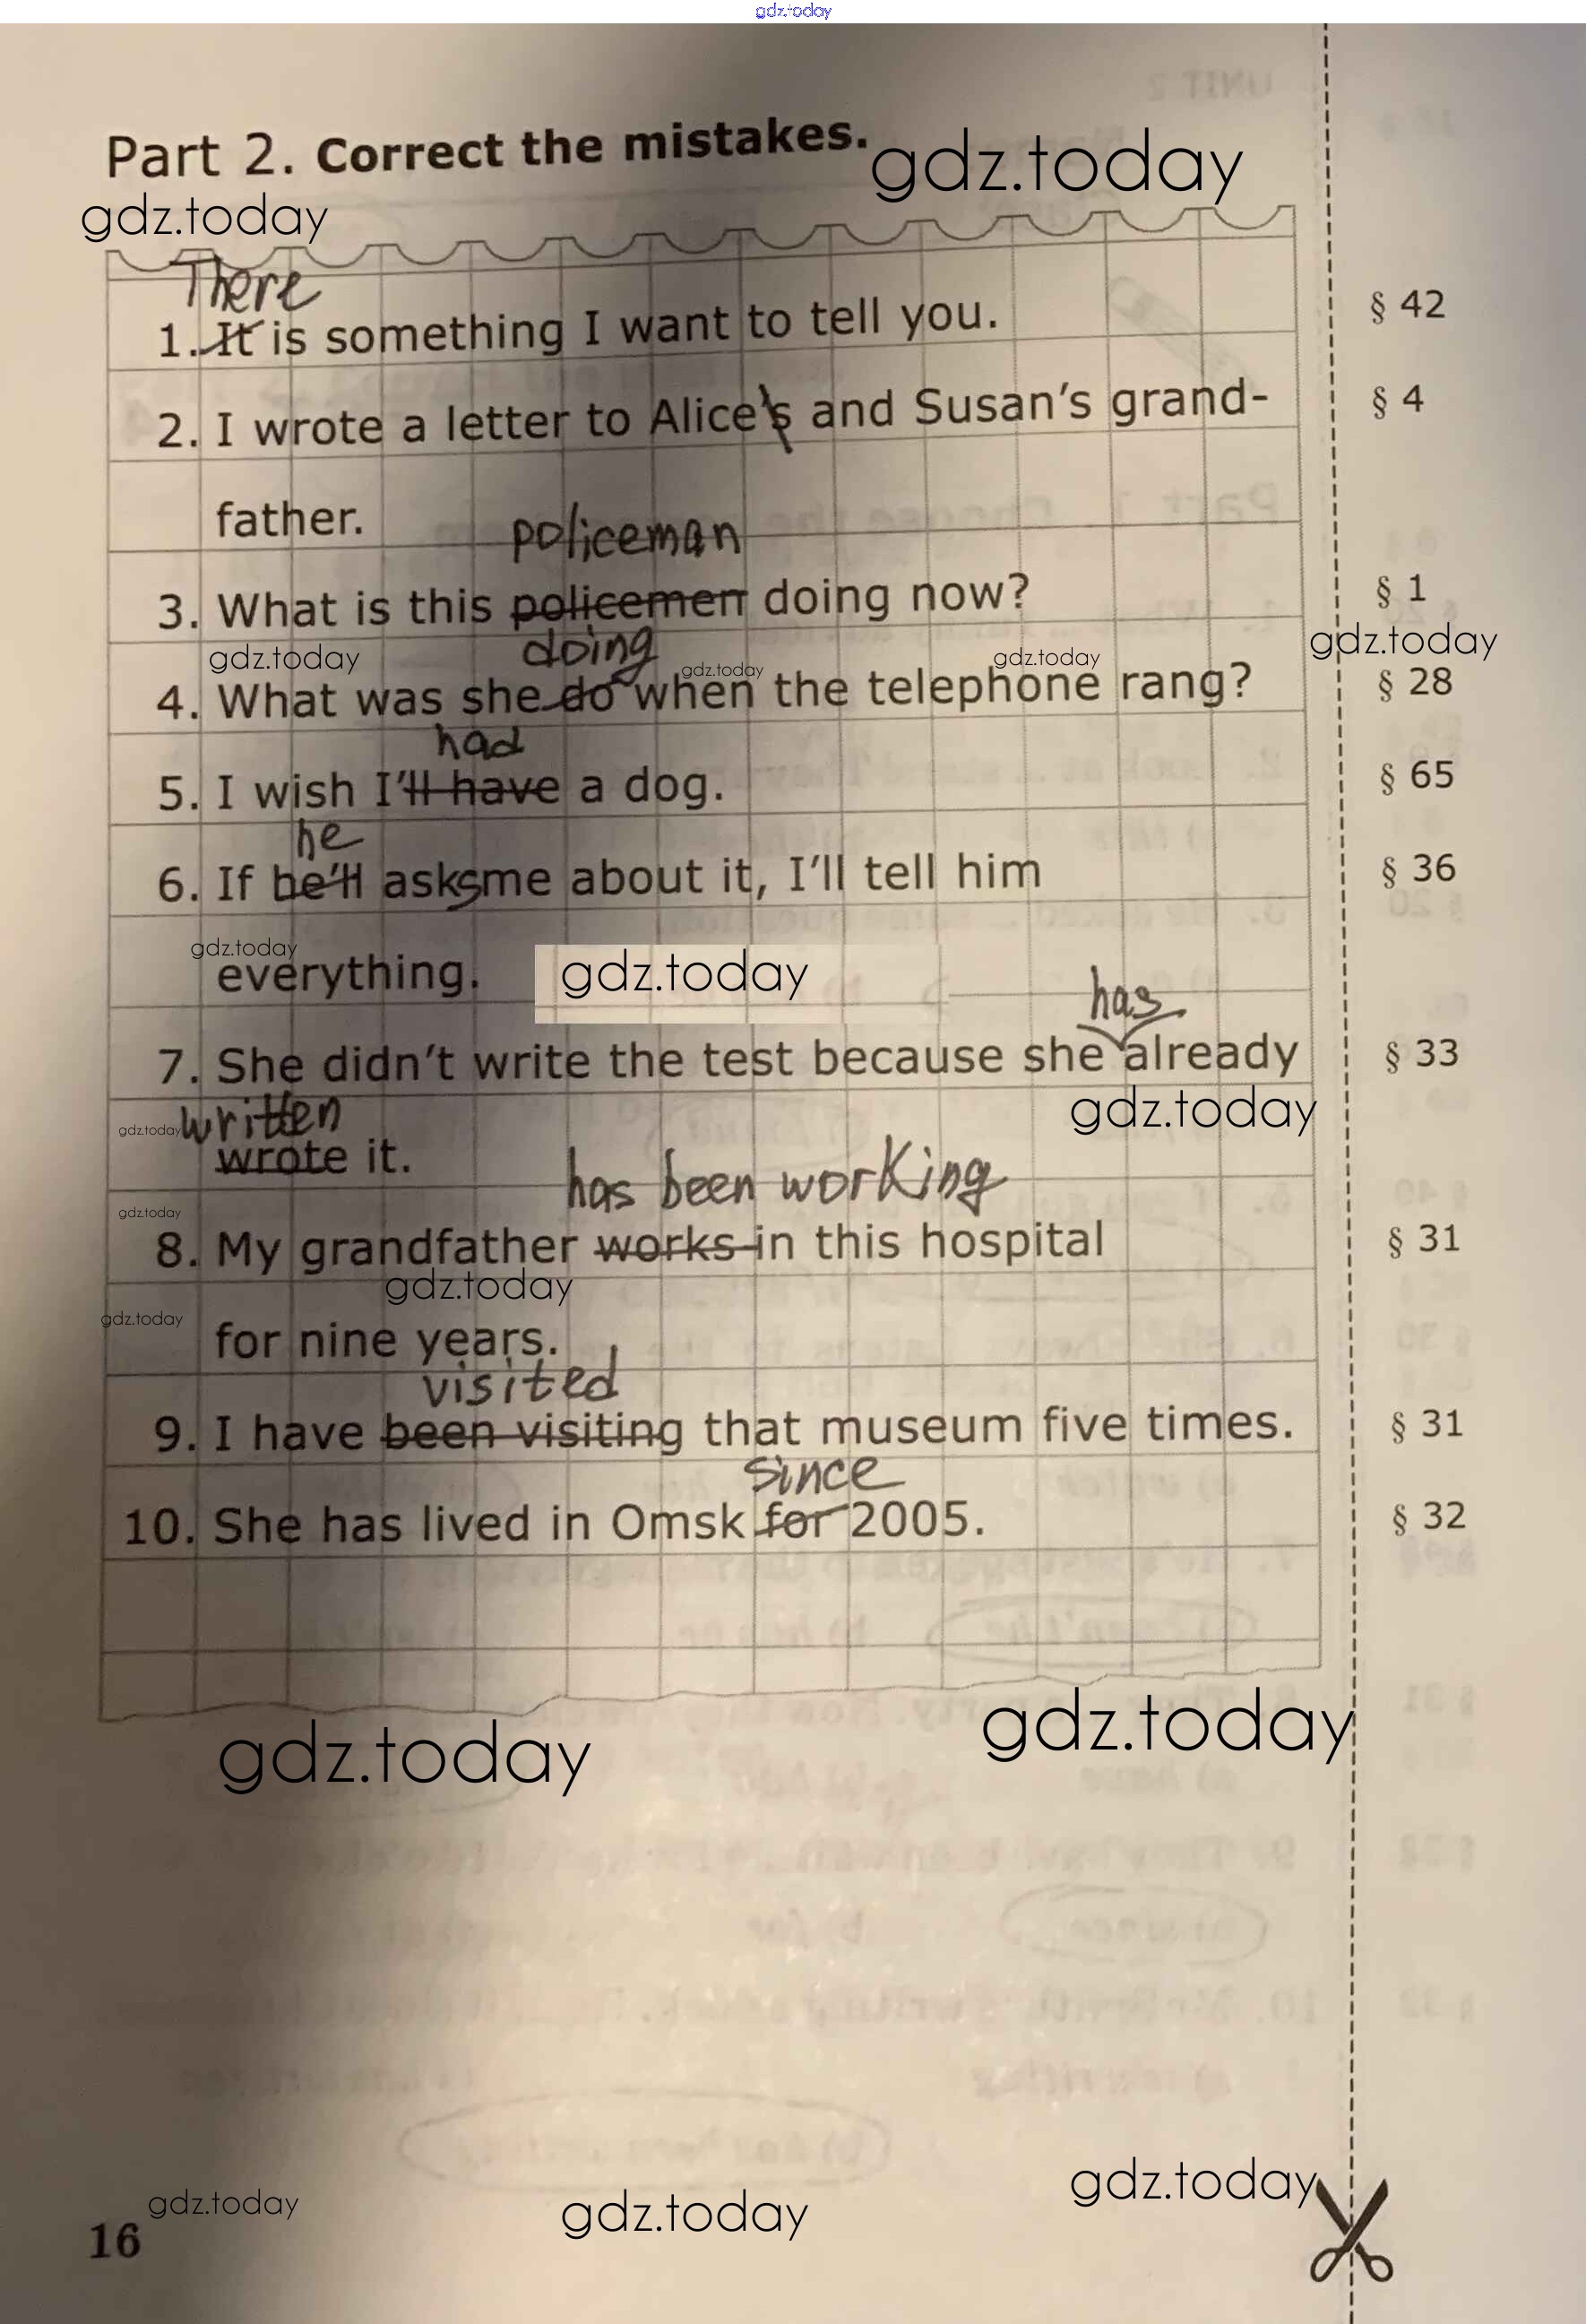 gdz.today
Part 2. Correct the mistakes.
gdz.today
gdz.today
There
1. It is something I want to tell you. § 42
2. I wrote a letter to Alice's and Susan's grand- § 4
father.
policeman
3. What is this policemen doing now? § 1
gdz.today
doing
gdz.today gdz.today gdz.today
4. What was she do when the telephone rang? § 28
had
5. I wish I'll have a dog. § 65
he
6. If he'll asks me about it, I'll tell him § 36
gdz.today
everything. gdz.today
has
7. She didn't write the test because she already § 33
gdz.today
written
gdz.today
wrote it.
has been working
gdz.today
8. My grandfather works in this hospital § 31
gdz.today
gdz.today
for nine years.
visited
9. I have been visiting that museum five times. § 31
since
10. She has lived in Omsk for 2005. § 32
gdz.today
gdz.today
gdz.today
gdz.today
gdz.today
16